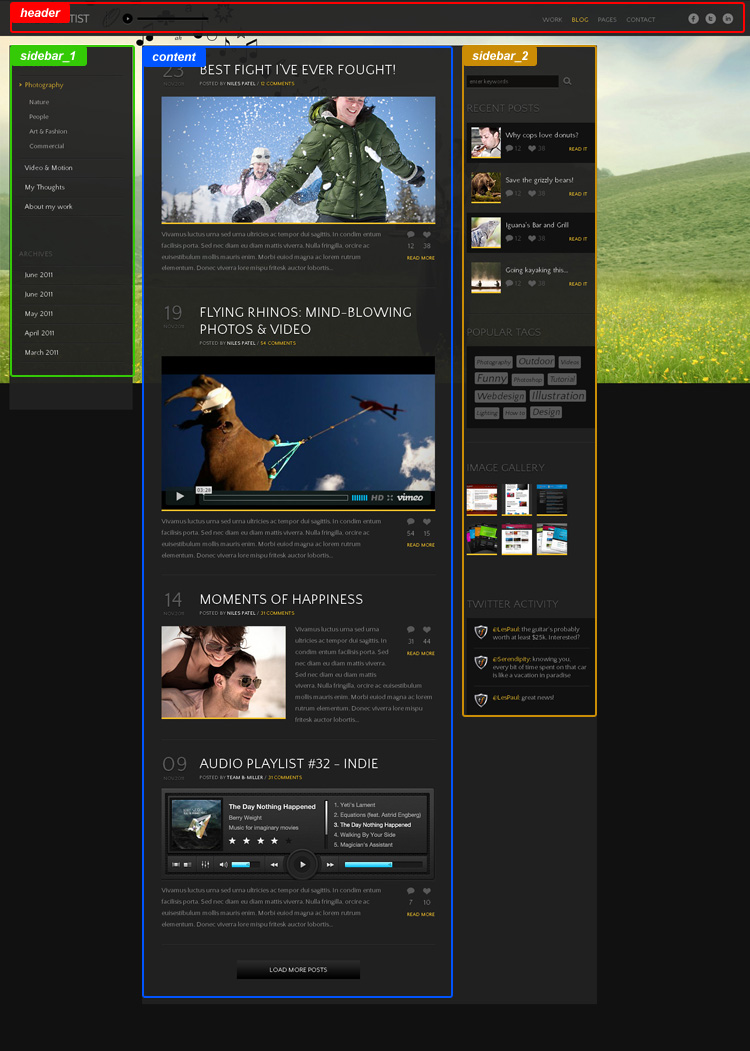 header
TIST
WORK BLOG PAGES CONTACT
sidebar_1
Photography
Nature
People
Art & Fashion
Commercial
Video & Motion
My Thoughts
About my work
ARCHIVES
June 2011
June 2011
May 2011
April 2011
March 2011
content
23
BEST FIGHT I'VE EVER FOUGHT!
POSTED BY NILES PATEL / 12 COMMENTS
Vivamus luctus urna sed urna ultricies ac tempor dui sagittis. In condim entum
facilisis porta. Sed nec diam eu diam mattis viverra. Nulla fringilla, orci re ac
euismod mollis mauris enim. Morbi euiod magna ac lorem rutrum
elementum. Donec viverra lore mispu fritesk auctor lobortis...
12 38
READ MORE
19
FLYING RHINOS: MIND-BLOWING
PHOTOS & VIDEO
POSTED BY NILES PATEL / 54 COMMENTS
01:28
HD vimeo
Vivamus luctus urna sed urna ultricies ac tempor dui sagittis. In condim entum
facilisis porta. Sed nec diam eu diam mattis viverra. Nulla fringilla, orcire ac
euisestibulum mollis mauris enim. Morbi euiod magna ac lorem rutrum
elementum. Donec viverra lore mispu fritesk auctor lobortis...
54 15
READ MORE
14
MOMENTS OF HAPPINESS
POSTED BY NILES PATEL / 31 COMMENTS
Vivamus luctus urna sed urna
ultricies ac tempor dui sagittis. In
condim entum facilisis porta. Sed
nec diam eu diam mattis viverra.
Nulla fringilla, orcire ac euisestibulum
mollis mauris enim. Morbi euiod magna ac lorem
rutrum elementum. Donec viverra lore mispu
fritesk auctor lobortis...
31 44
READ MORE
09
AUDIO PLAYLIST #32 - INDIE
POSTED BY TEAM B-MILLER / 31 COMMENTS
The Day Nothing Happened
Berry Weight
Music for imaginary movies
1. Yeti's Lament
2. Equations (feat. Astrid Engberg)
3. The Day Nothing Happened
4. Walking By Your Side
5. Magician's Assistant
Vivamus luctus urna sed urna ultricies ac tempor dui sagittis. In condim entum
facilisis porta. Sed nec diam eu diam mattis viverra. Nulla fringilla, orcire ac
euisestibulum mollis mauris enim. Morbi euiod magna ac lorem rutrum
elementum. Donec viverra lore mispu fritesk auctor lobortis...
7 10
READ MORE
LOAD MORE POSTS
sidebar_2
enter keywords
RECENT POSTS
Why cops love donuts?
12 38 READ IT
Save the grizzly bears!
12 38 READ IT
Iguana's Bar and Grill
12 38 READ IT
Going kayaking this...
12 38 READ IT
POPULAR TAGS
Photography Outdoor Videos
Funny Photoshop Tutorial
Webdesign Illustration
Lighting How-to Design
IMAGE GALLERY
TWITTER ACTIVITY
@LesPaul: the guitar's probably
worth at least $25k. Interested?
@Serendipity: knowing you,
every bit of time spent on that car
is like a vacation in paradise
@LesPaul: great news!